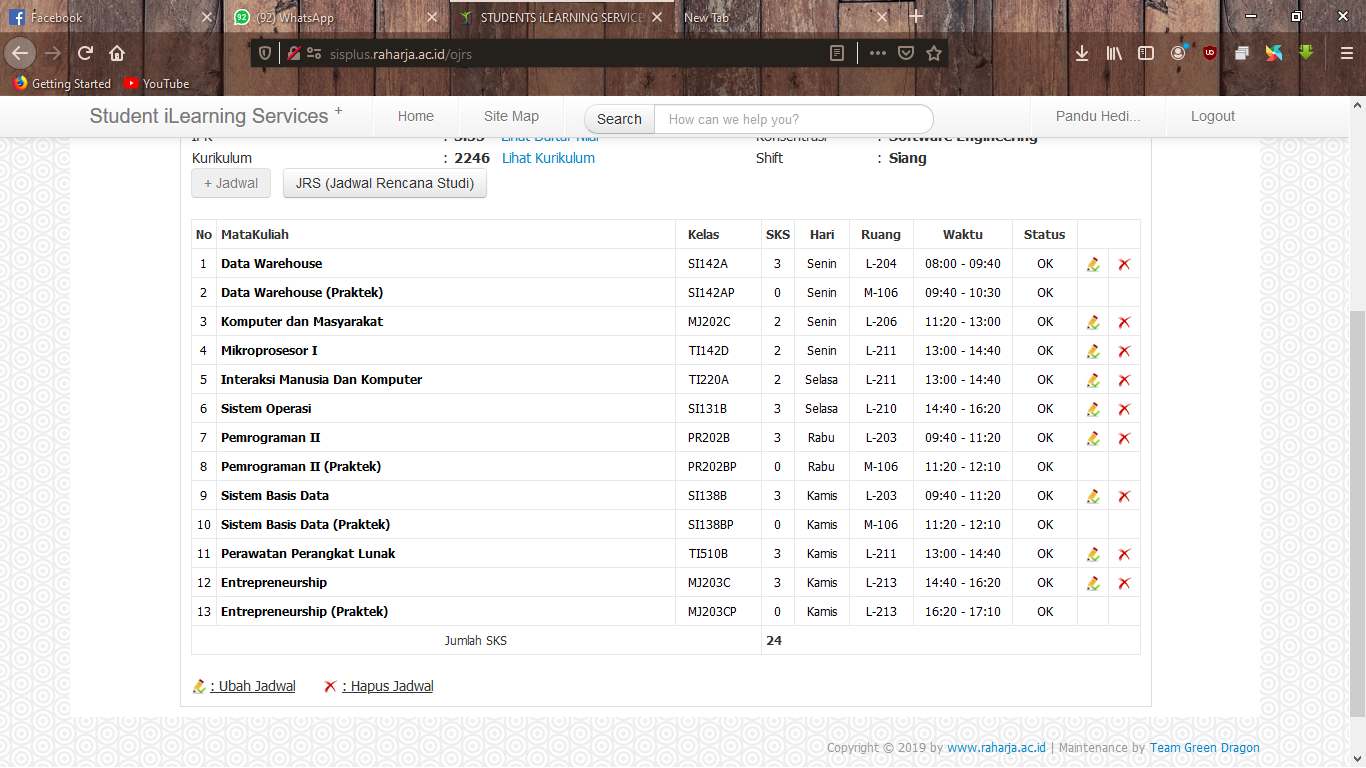 Facebook
(92) WhatsApp
STUDENTS iLEARNING SERVICE
New Tab
sisplus.raharja.ac.id/ojrs
Getting Started YouTube
Student iLearning Services +
Home
Site Map
Search
How can we help you?
Pandu Hedi...
Logout
Kurikulum : 2246 Lihat Kurikulum Shift : Siang
+ Jadwal JRS (Jadwal Rencana Studi)
No MataKuliah Kelas SKS Hari Ruang Waktu Status
1 Data Warehouse SI142A 3 Senin L-204 08:00 - 09:40 OK
2 Data Warehouse (Praktek) SI142AP 0 Senin M-106 09:40 - 10:30 OK
3 Komputer dan Masyarakat MJ202C 2 Senin L-206 11:20 - 13:00 OK
4 Mikroprosesor I TI142D 2 Senin L-211 13:00 - 14:40 OK
5 Interaksi Manusia Dan Komputer TI220A 2 Selasa L-211 13:00 - 14:40 OK
6 Sistem Operasi SI131B 3 Selasa L-210 14:40 - 16:20 OK
7 Pemrograman II PR202B 3 Rabu L-203 09:40 - 11:20 OK
8 Pemrograman II (Praktek) PR202BP 0 Rabu M-106 11:20 - 12:10 OK
9 Sistem Basis Data SI138B 3 Kamis L-203 09:40 - 11:20 OK
10 Sistem Basis Data (Praktek) SI138BP 0 Kamis M-106 11:20 - 12:10 OK
11 Perawatan Perangkat Lunak TI510B 3 Kamis L-211 13:00 - 14:40 OK
12 Entrepreneurship MJ203C 3 Kamis L-213 14:40 - 16:20 OK
13 Entrepreneurship (Praktek) MJ203CP 0 Kamis L-213 16:20 - 17:10 OK
Jumlah SKS 24
: Ubah Jadwal : Hapus Jadwal
Copyright © 2019 by www.raharja.ac.id | Maintenance by Team Green Dragon